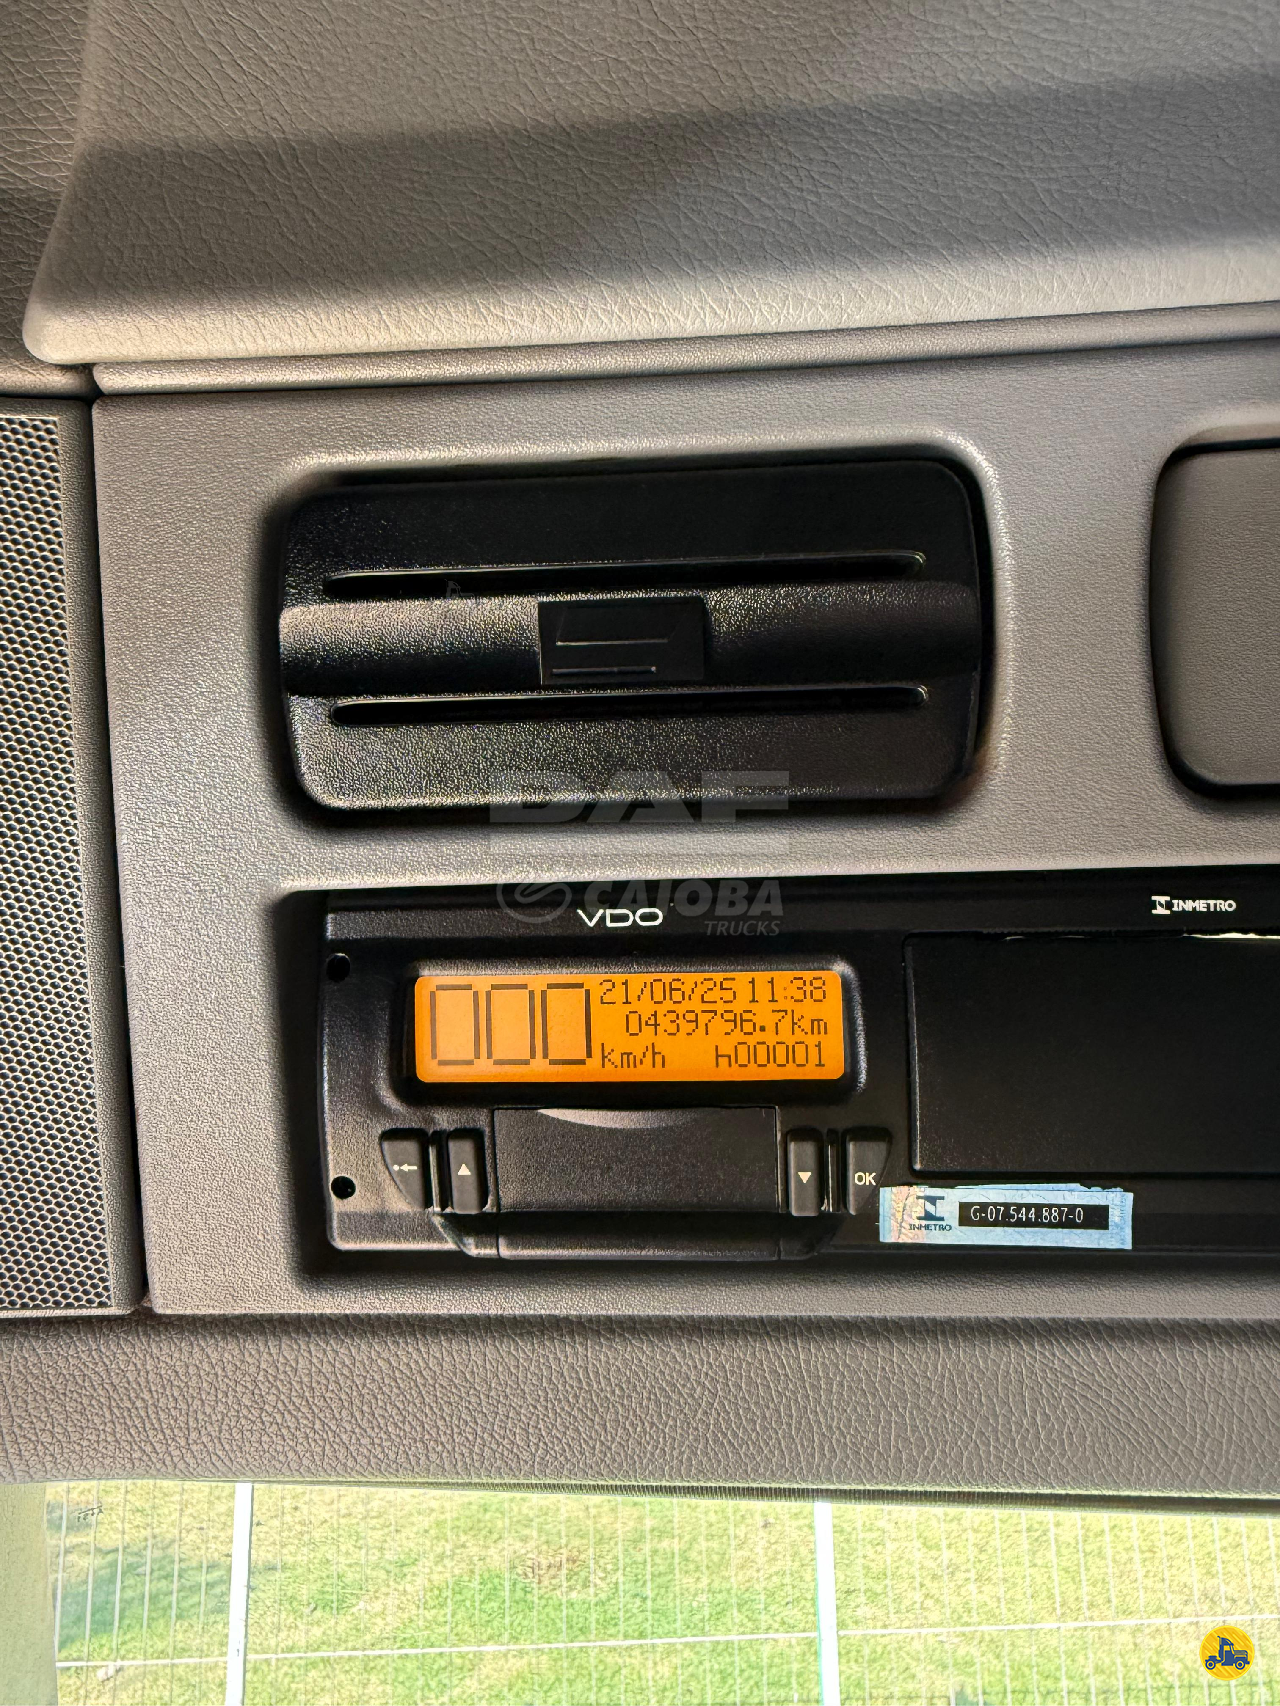 DAF
CAIOBA
TRUCKS
VDO
INMETRO
000
21/06/25 11:38
0439796.7km
km/h h00001
OK
INMETRO
G-07.544.887-0